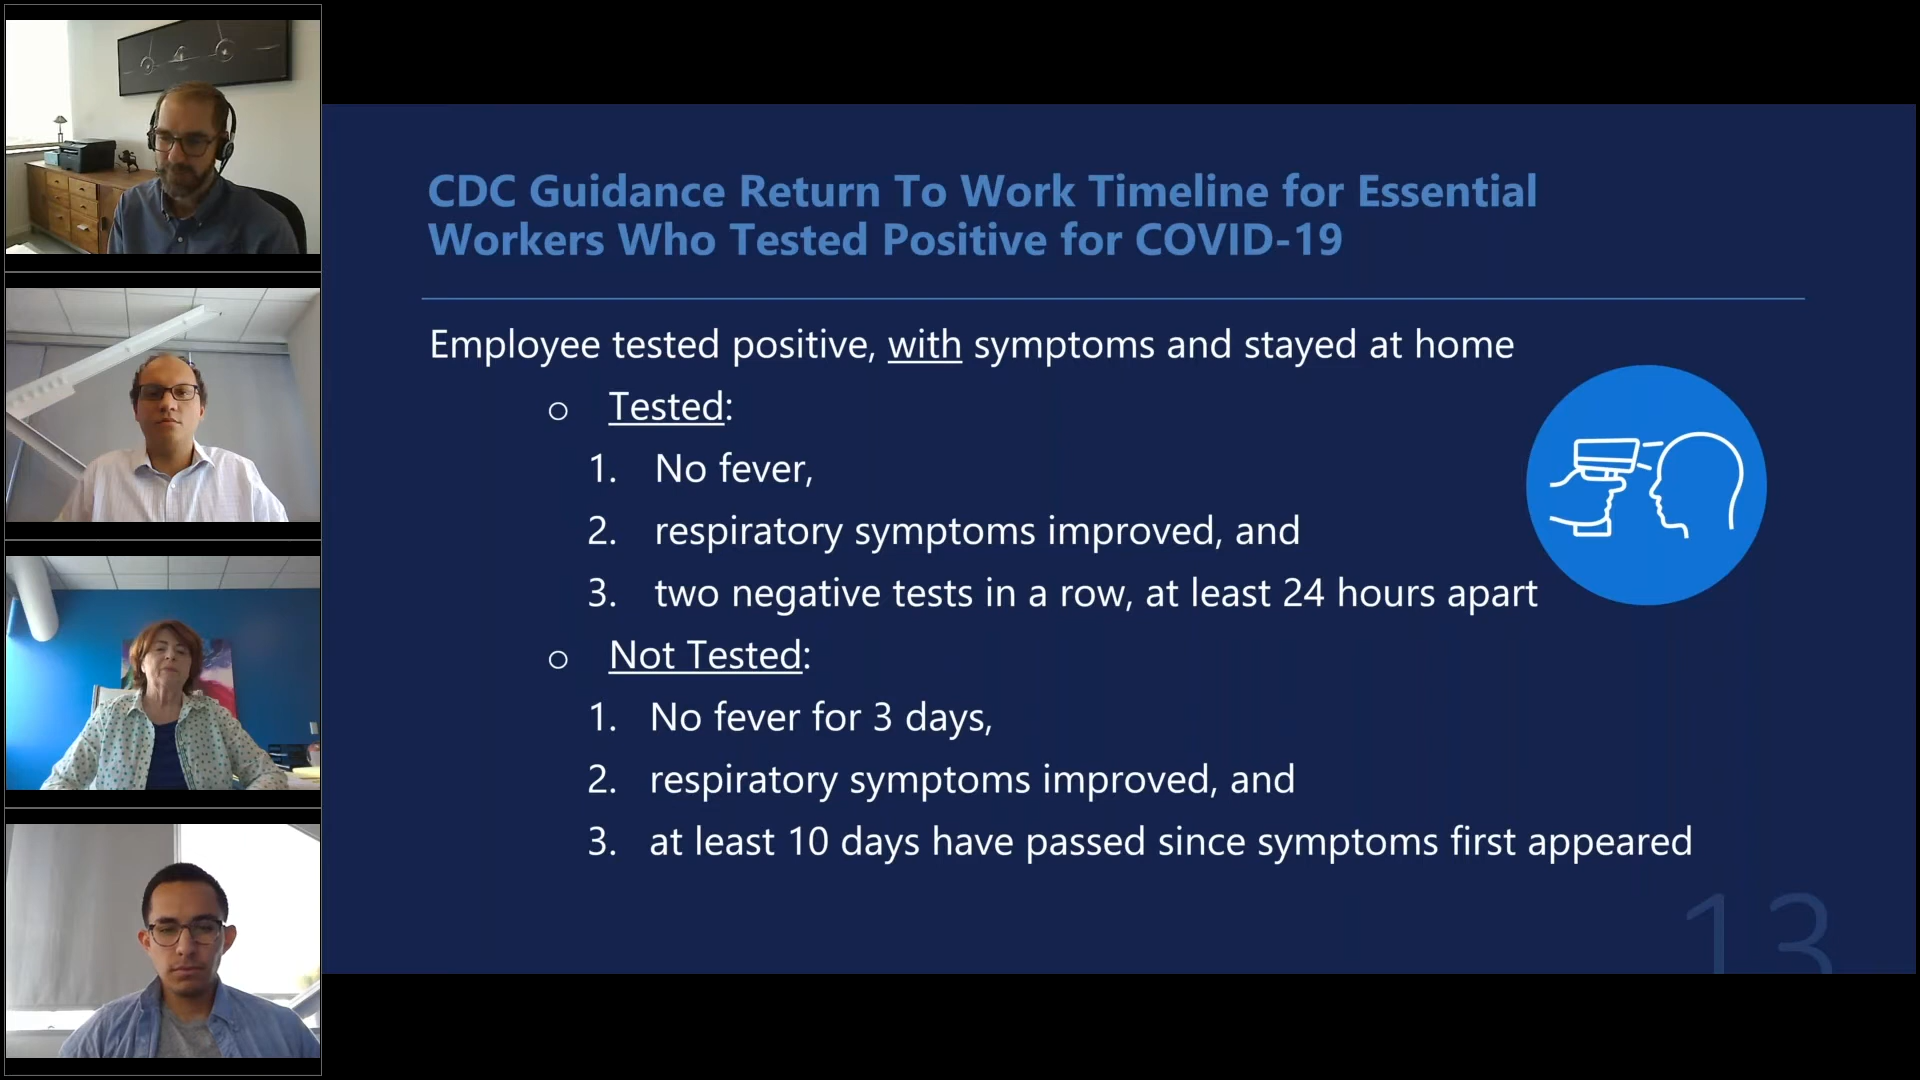 CDC Guidance Return To Work Timeline for Essential
Workers Who Tested Positive for COVID-19
Employee tested positive, with symptoms and stayed at home
o Tested:
1. No fever,
2. respiratory symptoms improved, and
3. two negative tests in a row, at least 24 hours apart
o Not Tested:
1. No fever for 3 days,
2. respiratory symptoms improved, and
3. at least 10 days have passed since symptoms first appeared
13